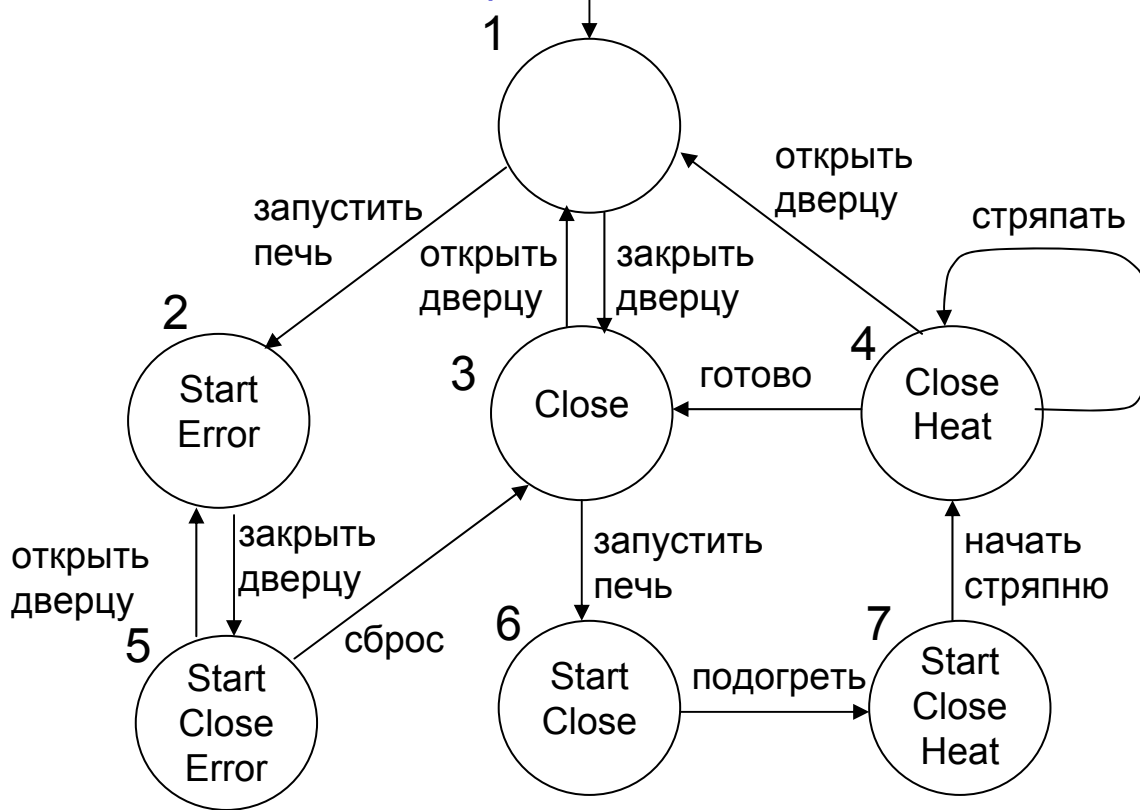 1
открыть
дверцу
стряпать
запустить
печь
открыть
дверцу
закрыть
дверцу
2
Start
Error
3
Close
готово
4
Close
Heat
открыть
дверцу
закрыть
дверцу
сброс
запустить
печь
начать
стряпню
5
Start
Close
Error
6
Start
Close
подогреть
7
Start
Close
Heat